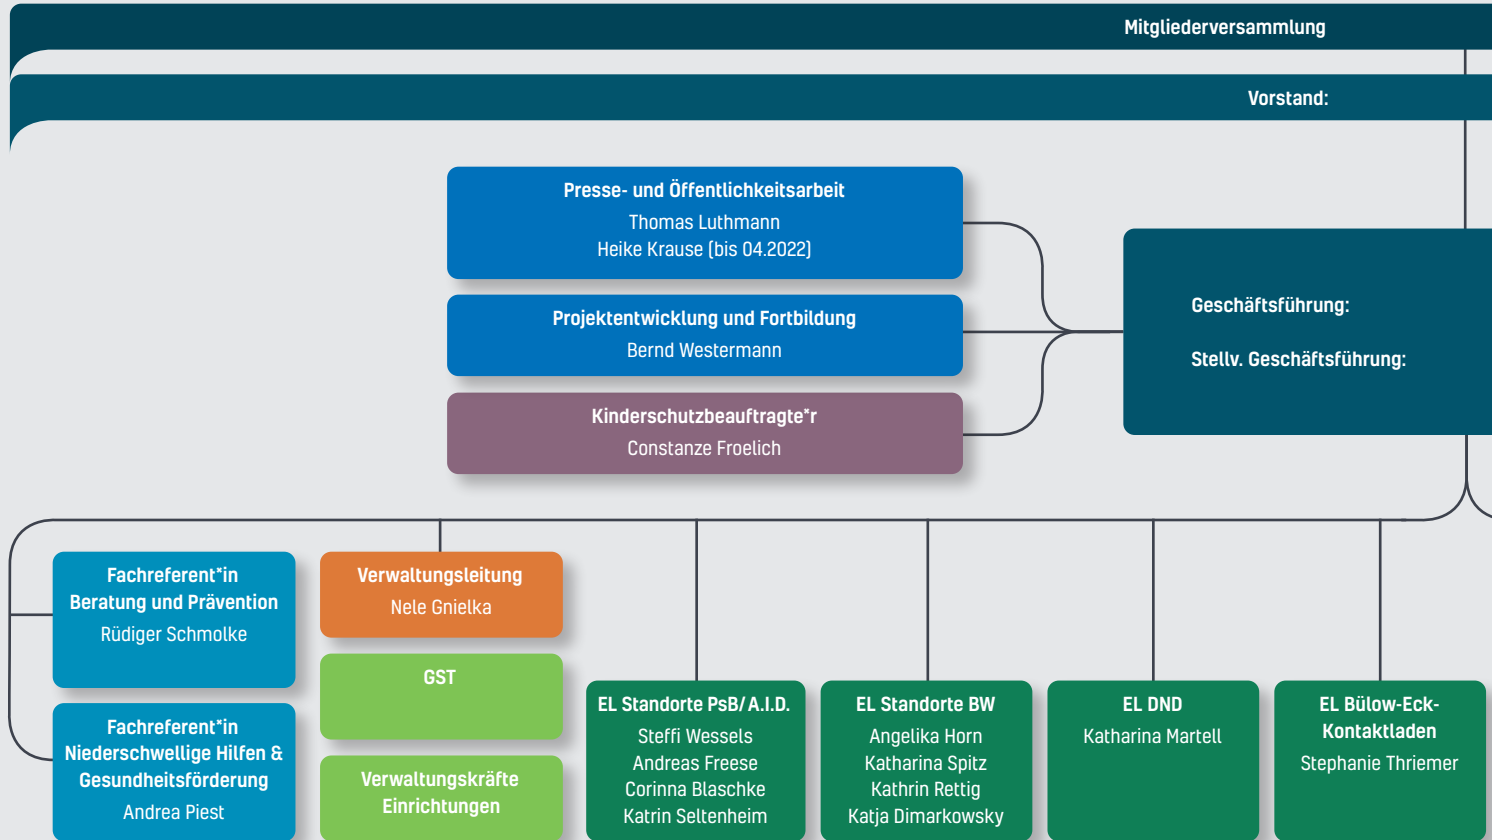 Mitgliederversammlung
Vorstand:
Presse- und Öffentlichkeitsarbeit
Thomas Luthmann
Heike Krause (bis 04.2022)
Projektentwicklung und Fortbildung
Bernd Westermann
Kinderschutzbeauftragte*r
Constanze Froelich
Geschäftsführung:
Stellv. Geschäftsführung:
Fachreferent*in
Beratung und Prävention
Rüdiger Schmolke
Fachreferent*in
Niederschwellige Hilfen &
Gesundheitsförderung
Andrea Piest
Verwaltungsleitung
Nele Gnielka
GST
Verwaltungskräfte
Einrichtungen
EL Standorte PsB/A.I.D.
Steffi Wessels
Andreas Freese
Corinna Blaschke
Katrin Seltenheim
EL Standorte BW
Angelika Horn
Katharina Spitz
Kathrin Rettig
Katja Dimarkowsky
EL DND
Katharina Martell
EL Bülow-Eck-
Kontaktladen
Stephanie Thriemer